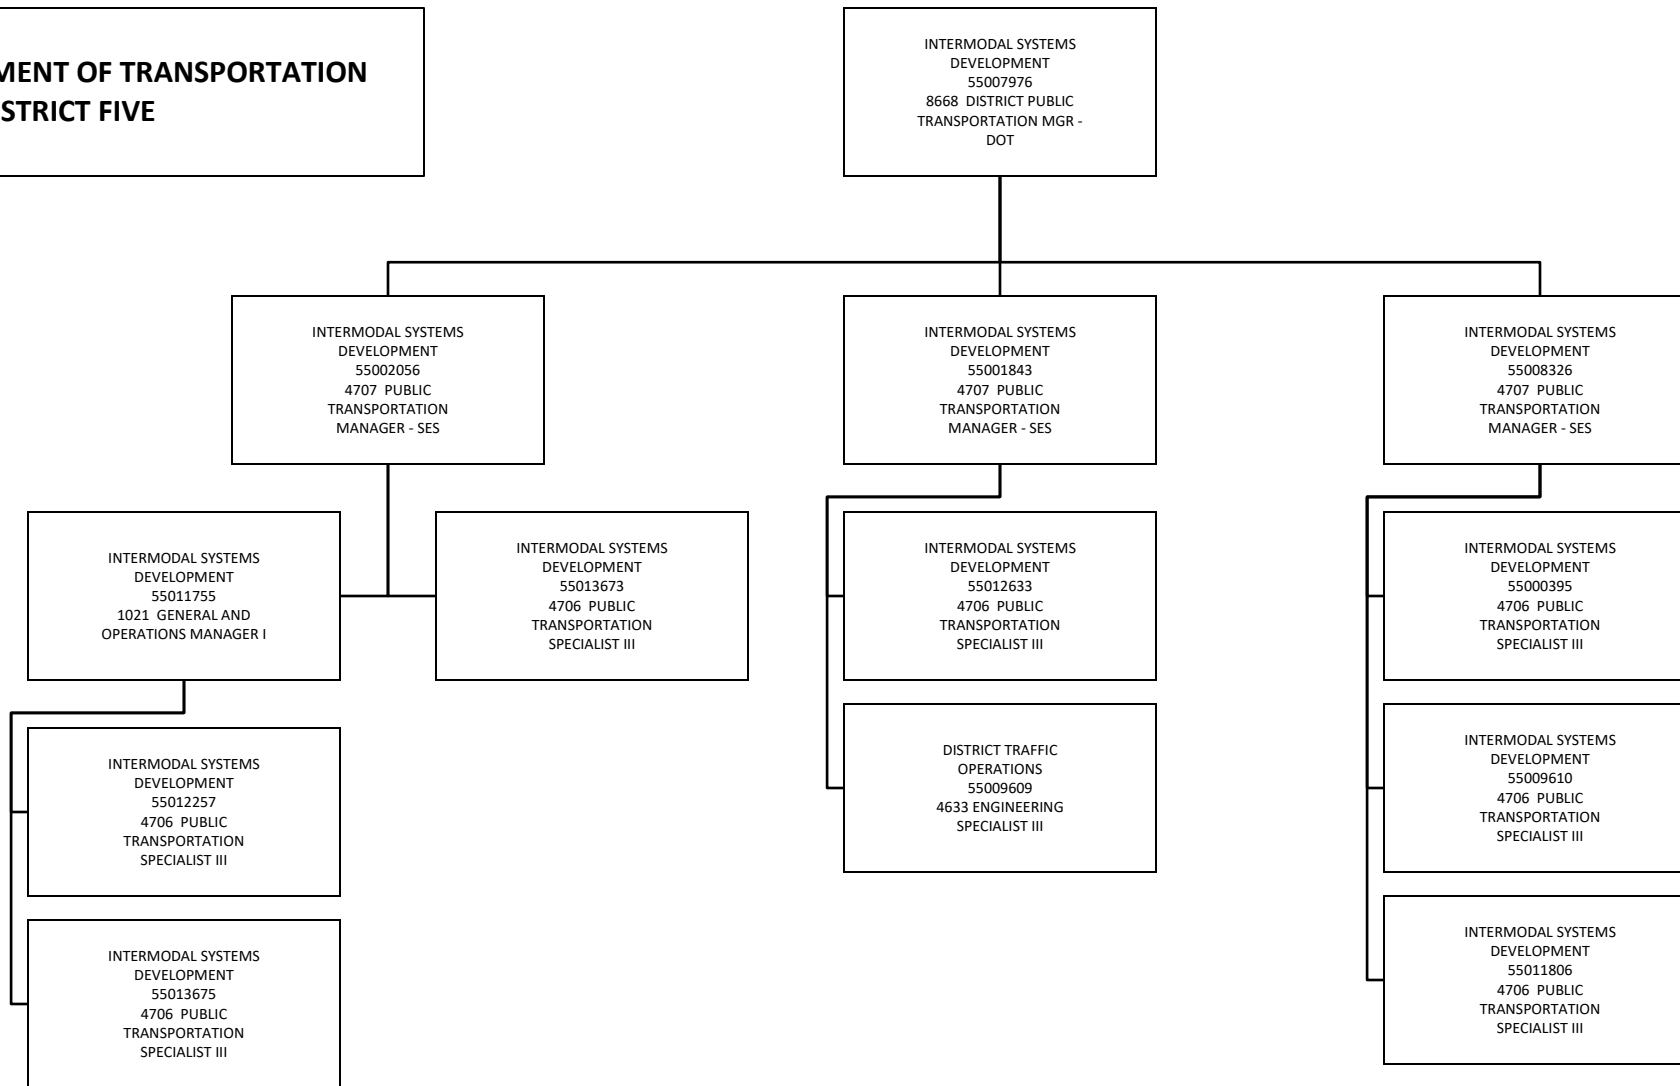 MENT OF TRANSPORTATION
STRICT FIVE
INTERMODAL SYSTEMS
DEVELOPMENT
55007976
8668  DISTRICT PUBLIC
TRANSPORTATION MGR -
DOT
INTERMODAL SYSTEMS
DEVELOPMENT
55002056
4707  PUBLIC
TRANSPORTATION
MANAGER - SES
INTERMODAL SYSTEMS
DEVELOPMENT
55001843
4707  PUBLIC
TRANSPORTATION
MANAGER - SES
INTERMODAL SYSTEMS
DEVELOPMENT
55008326
4707  PUBLIC
TRANSPORTATION
MANAGER - SES
INTERMODAL SYSTEMS
DEVELOPMENT
55011755
1021  GENERAL AND
OPERATIONS MANAGER I
INTERMODAL SYSTEMS
DEVELOPMENT
55013673
4706  PUBLIC
TRANSPORTATION
SPECIALIST III
INTERMODAL SYSTEMS
DEVELOPMENT
55012633
4706  PUBLIC
TRANSPORTATION
SPECIALIST III
INTERMODAL SYSTEMS
DEVELOPMENT
55000395
4706  PUBLIC
TRANSPORTATION
SPECIALIST III
INTERMODAL SYSTEMS
DEVELOPMENT
55012257
4706  PUBLIC
TRANSPORTATION
SPECIALIST III
DISTRICT TRAFFIC
OPERATIONS
55009609
4633 ENGINEERING
SPECIALIST III
INTERMODAL SYSTEMS
DEVELOPMENT
55009610
4706  PUBLIC
TRANSPORTATION
SPECIALIST III
INTERMODAL SYSTEMS
DEVELOPMENT
55013675
4706  PUBLIC
TRANSPORTATION
SPECIALIST III
INTERMODAL SYSTEMS
DEVELOPMENT
55011806
4706  PUBLIC
TRANSPORTATION
SPECIALIST III